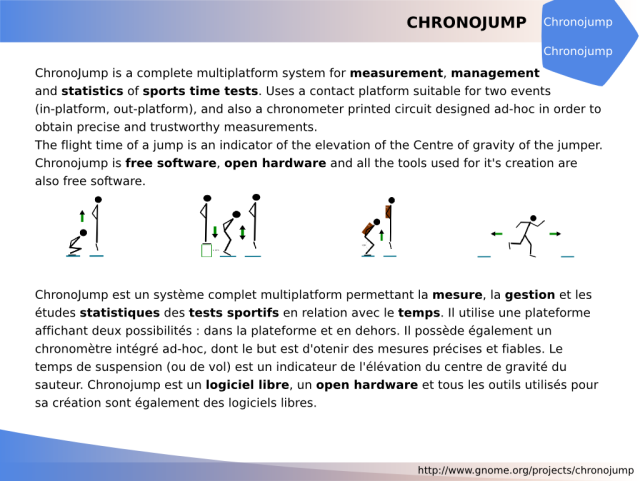 CHRONOJUMP
Chronojump
Chronojump
ChronoJump is a complete multiplatform system for measurement, management
and statistics of sports time tests. Uses a contact platform suitable for two events
(in-platform, out-platform), and also a chronometer printed circuit designed ad-hoc in order to
obtain precise and trustworthy measurements.
The flight time of a jump is an indicator of the elevation of the Centre of gravity of the jumper.
Chronojump is free software, open hardware and all the tools used for it's creation are
also free software.
ChronoJump est un système complet multiplatform permettant la mesure, la gestion et les
études statistiques des tests sportifs en relation avec le temps. Il utilise une plateforme
affichant deux possibilités : dans la plateforme et en dehors. Il possède également un
chronomètre intégré ad-hoc, dont le but est d'otenir des mesures précises et fiables. Le
temps de suspension (ou de vol) est un indicateur de l'élévation du centre de gravité du
sauteur. Chronojump est un logiciel libre, un open hardware et tous les outils utilisés pour
sa création sont également des logiciels libres.
http://www.gnome.org/projects/chronojump